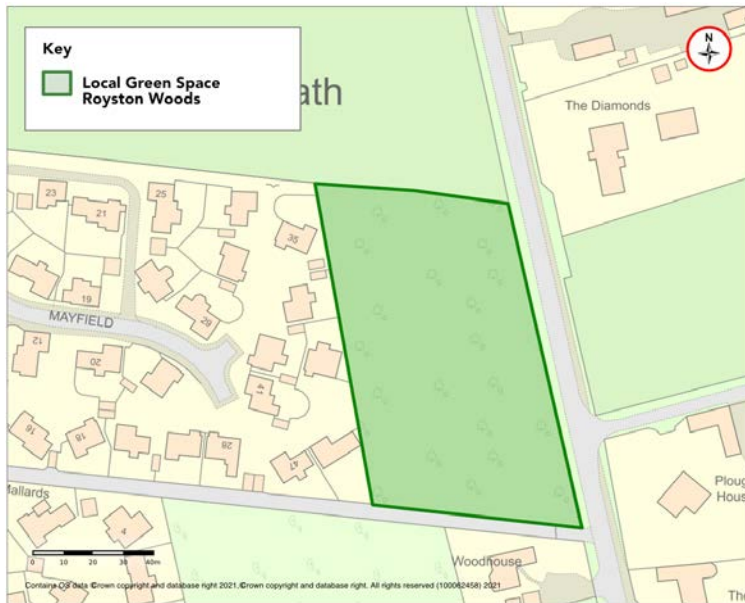 Key
Local Green Space
Royston Woods
ath
N
The Diamonds
23
25
21
35
19
29
MAYFIELD
12
20
41
16
18
28
47
Mallards
4
Ploug
Hous
Woodhouse
The
0 10 20 30 40m
Contains OS data ©Crown copyright and database right 2021,©Crown copyright and database right. All rights reserved (100062458) 2021